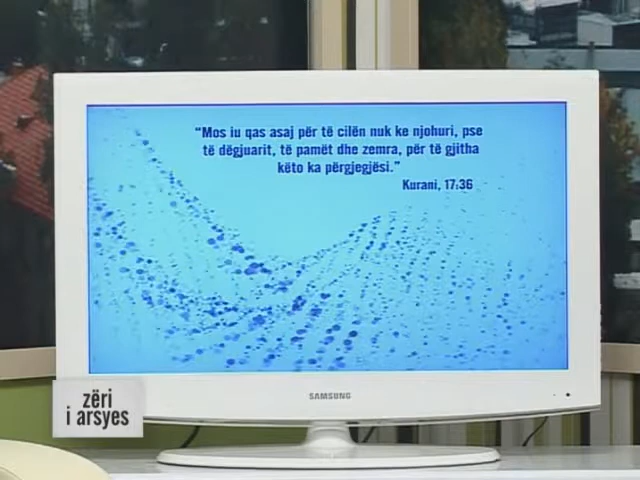 “Mos iu qas asaj për të cilën nuk ke njohuri, pse
të dëgjuarit, të pamët dhe zemra, për të gjitha
këto ka përgjegjësi.”
Kurani, 17:36
SAMSUNG
zëri
i arsyes